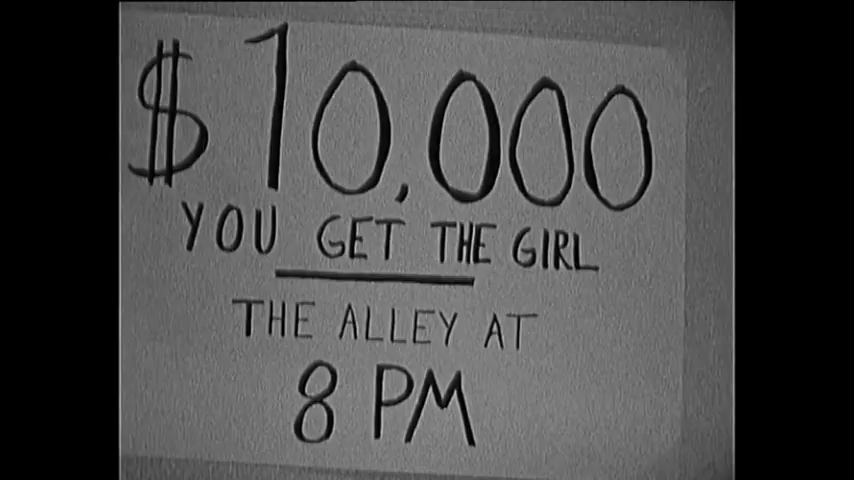 $10,000
YOU GET THE GIRL
THE ALLEY AT
8 PM